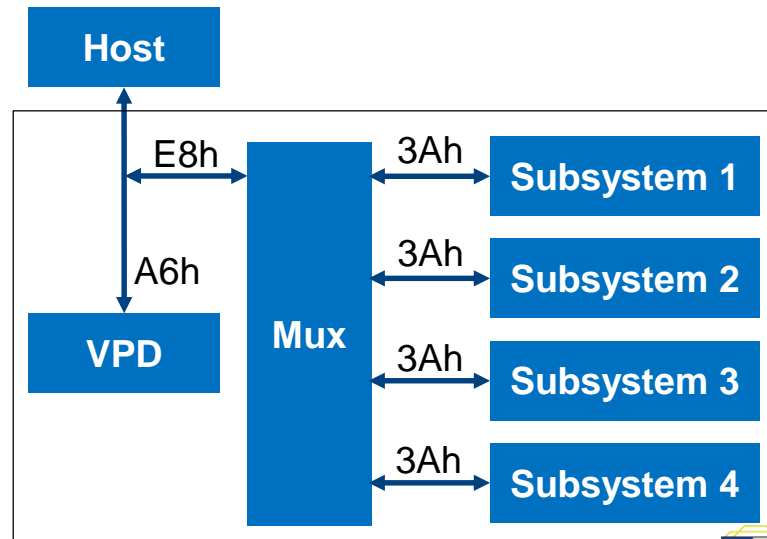 Host
E8h
3Ah
Subsystem 1
A6h
3Ah
Subsystem 2
VPD
Mux
3Ah
Subsystem 3
3Ah
Subsystem 4